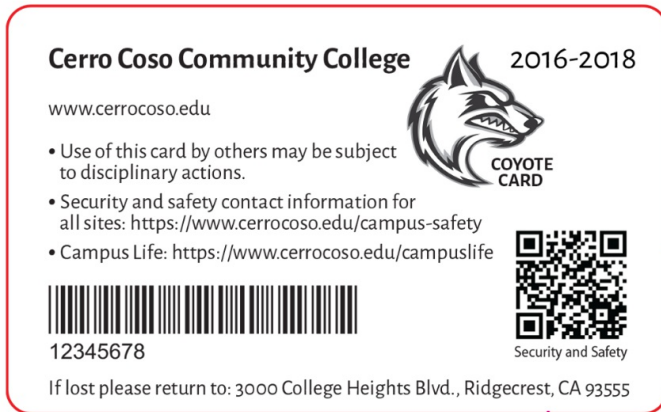 Cerro Coso Community College
2016-2018
www.cerrocoso.edu
COYOTE
CARD
• Use of this card by others may be subject
to disciplinary actions.
• Security and safety contact information for
all sites: https://www.cerrocoso.edu/campus-safety
• Campus Life: https://www.cerrocoso.edu/campuslife
12345678
Security and Safety
If lost please return to: 3000 College Heights Blvd., Ridgecrest, CA 93555